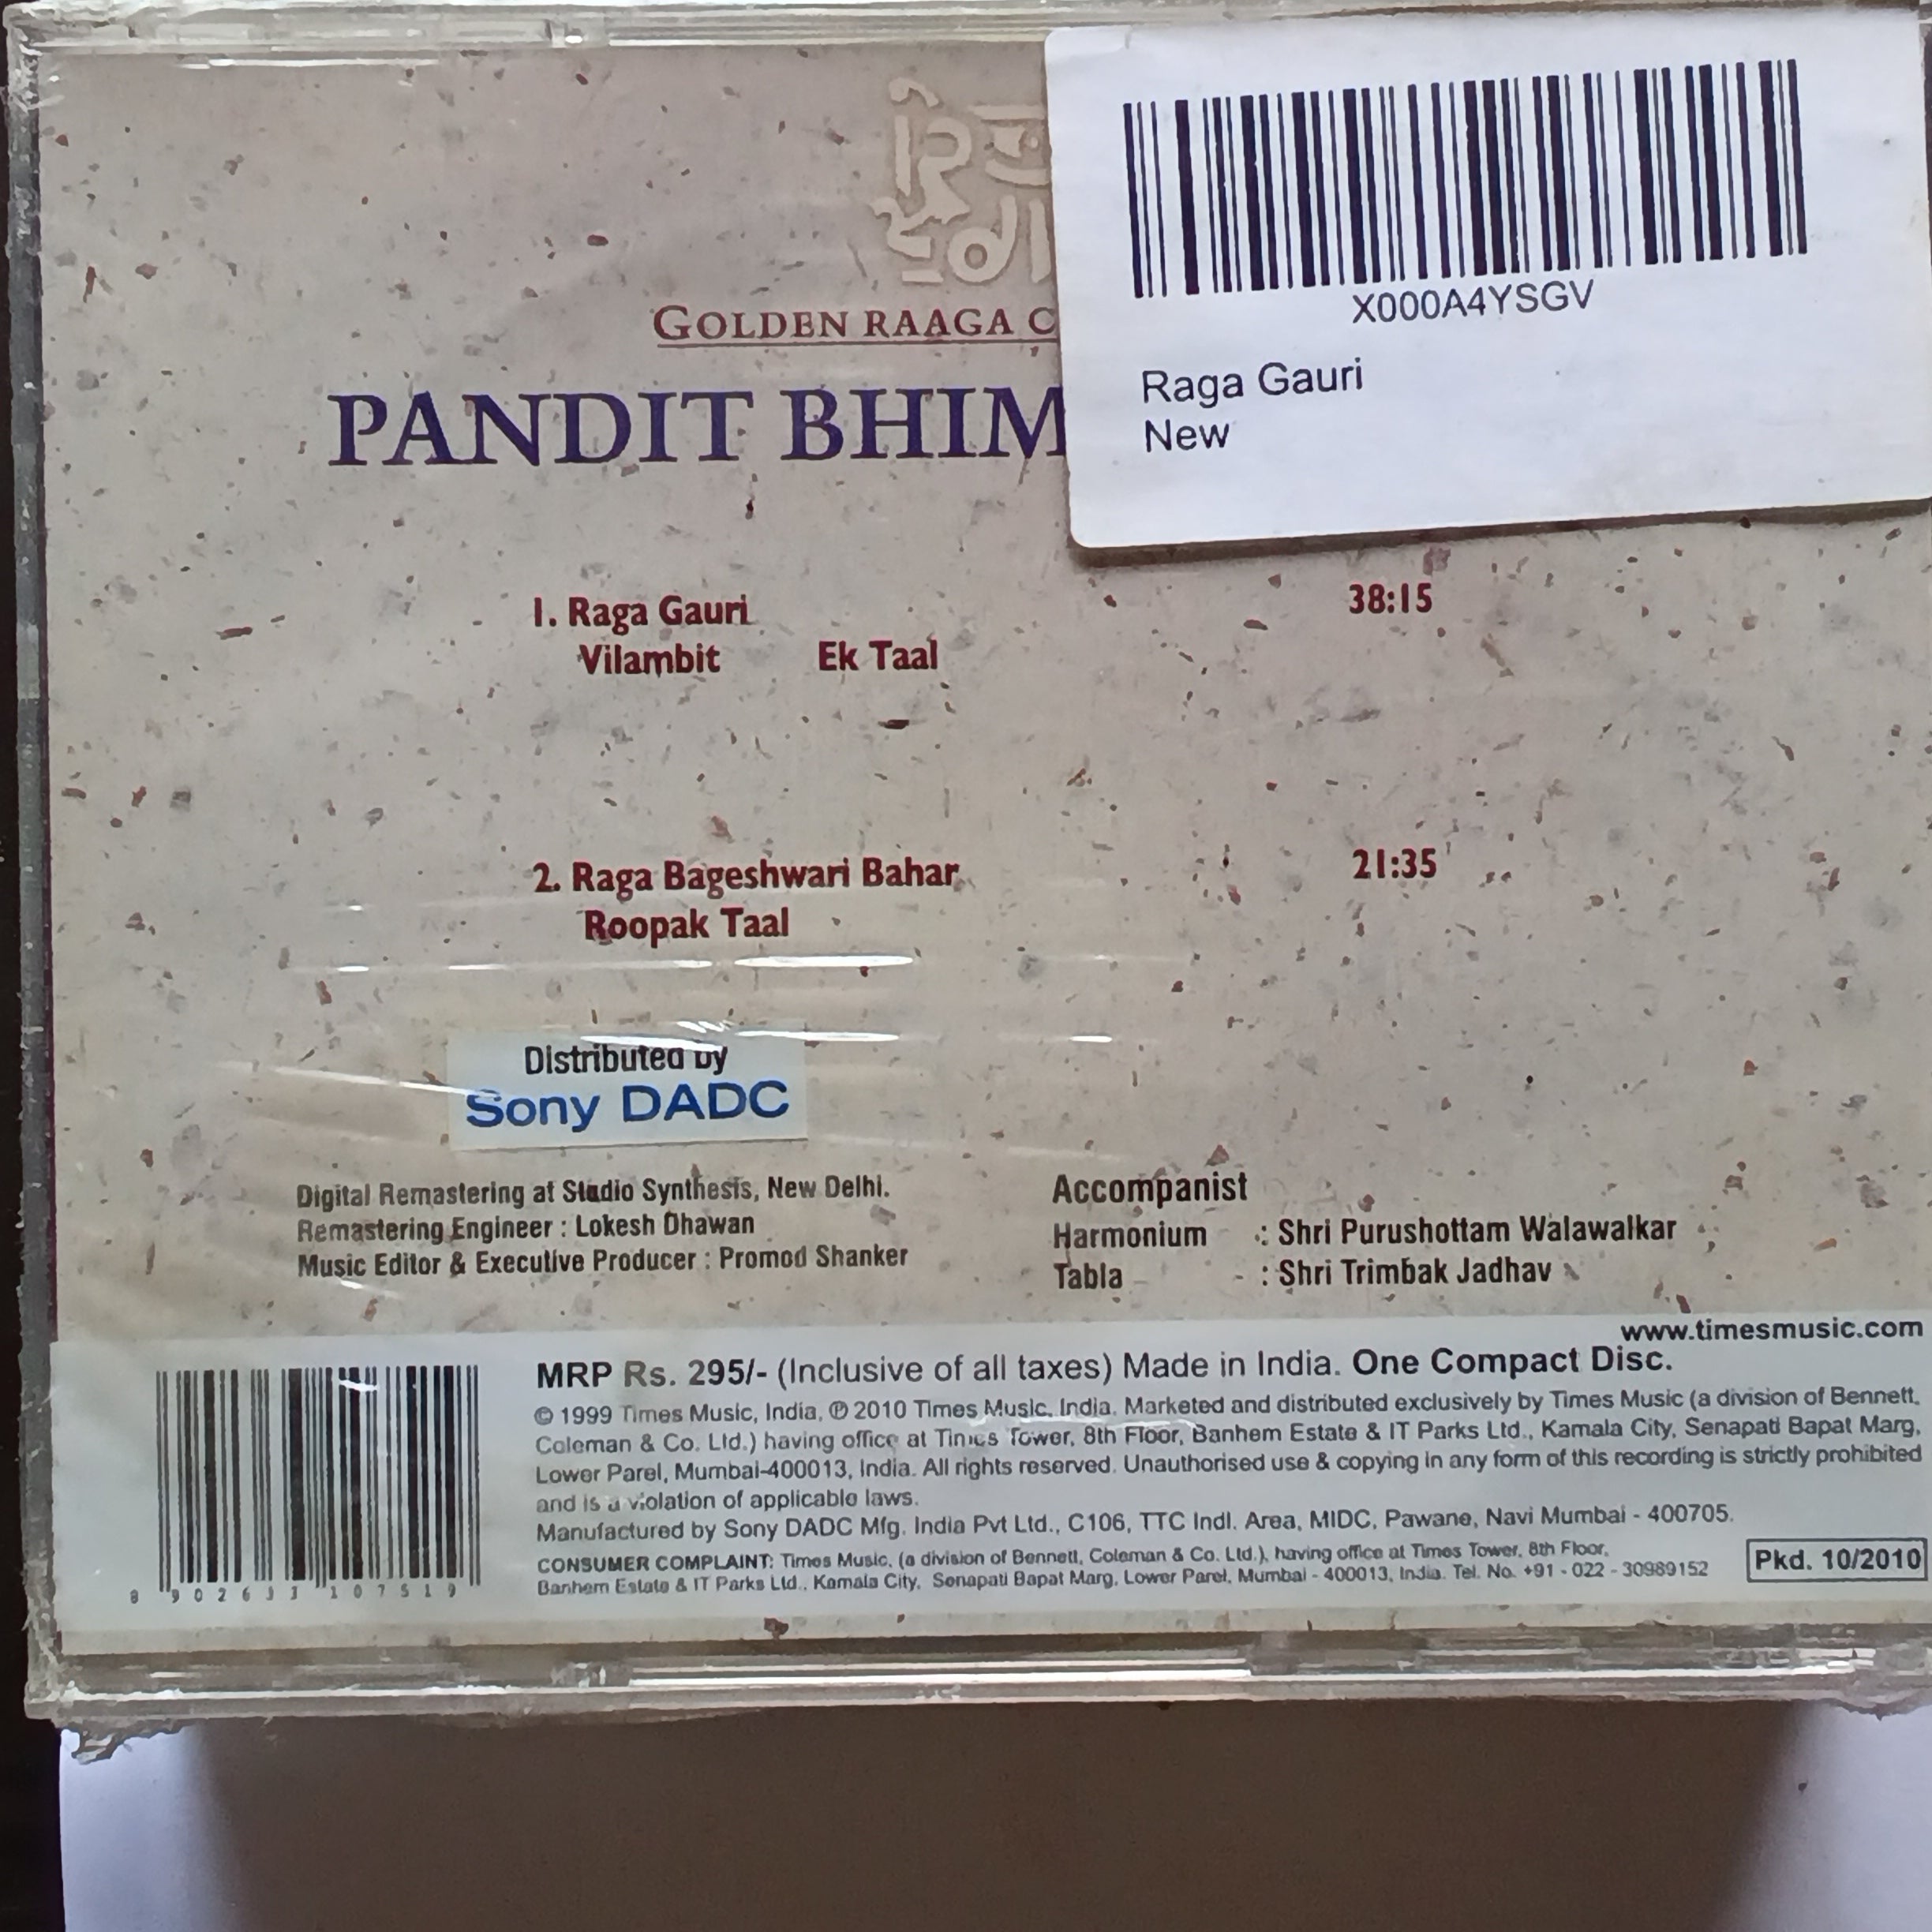 GOLDEN RAAGA C
PANDIT BHIM
X000A4YSGV
Raga Gauri
New
1. Raga Gauri 38:15
Vilambit Ek Taal
2. Raga Bageshwari Bahar 21:35
Roopak Taal
Distributed by
Sony DADC
Digital Remastering at Studio Synthesis, New Delhi.
Remastering Engineer : Lokesh Dhawan
Music Editor & Executive Producer : Promod Shanker
Accompanist
Harmonium : Shri Purushottam Walawalkar
Tabla : Shri Trimbak Jadhav
www.timesmusic.com
MRP Rs. 295/- (Inclusive of all taxes) Made in India. One Compact Disc.
© 1999 Times Music, India, ℗ 2010 Times Music, India. Marketed and distributed exclusively by Times Music (a division of Bennett,
Coleman & Co. Ltd.) having office at Times Tower, 8th Floor, Banhem Estate & IT Parks Ltd., Kamala City, Senapati Bapat Marg,
Lower Parel, Mumbai-400013, India. All rights reserved. Unauthorised use & copying in any form of this recording is strictly prohibited
and is a violation of applicable laws.
Manufactured by Sony DADC Mfg. India Pvt Ltd., C106, TTC Indl. Area, MIDC, Pawane, Navi Mumbai - 400705.
CONSUMER COMPLAINT: Times Music, (a division of Bennett, Coleman & Co. Ltd.), having office at Times Tower, 8th Floor,
Banhem Estate & IT Parks Ltd., Kamala City, Senapati Bapat Marg, Lower Parel, Mumbai - 400013, India. Tel. No. +91 - 022 - 30989152
Pkd. 10/2010
8 902633 107519